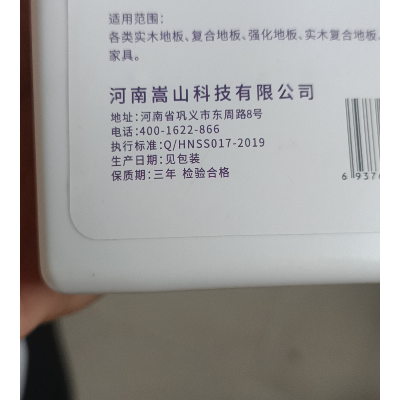 适用范围:
各类实木地板、复合地板、强化地板、实木复合地板、
家具。
河南嵩山科技有限公司
地址:河南省巩义市东周路8号
电话:400-1622-866
执行标准:Q/HNSS017-2019
生产日期:见包装
保质期:三年 检验合格
6 937